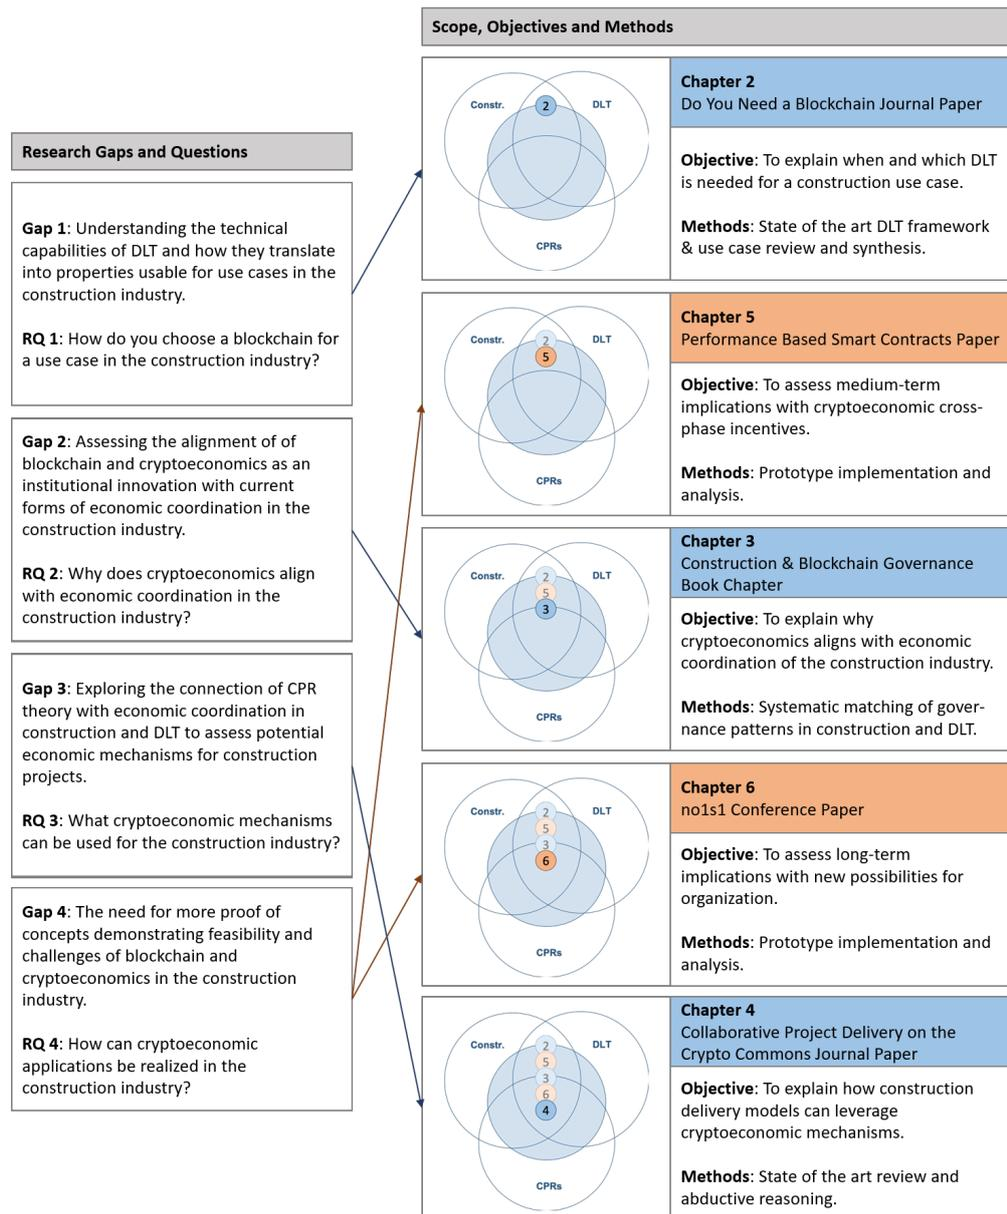 Scope, Objectives and Methods
Research Gaps and Questions
Gap 1: Understanding the technical
capabilities of DLT and how they translate
into properties usable for use cases in the
construction industry.
RQ 1: How do you choose a blockchain for
a use case in the construction industry?
Gap 2: Assessing the alignment of of
blockchain and cryptoeconomics as an
institutional innovation with current
forms of economic coordination in the
construction industry.
RQ 2: Why does cryptoeconomics align
with economic coordination in the
construction industry?
Gap 3: Exploring the connection of CPR
theory with economic coordination in
construction and DLT to assess potential
economic mechanisms for construction
projects.
RQ 3: What cryptoeconomic mechanisms
can be used for the construction industry?
Gap 4: The need for more proof of
concepts demonstrating feasibility and
challenges of blockchain and
cryptoeconomics in the construction
industry.
RQ 4: How can cryptoeconomic
applications be realized in the
construction industry?
Constr.
DLT
2
CPRs
Chapter 2
Do You Need a Blockchain Journal Paper
Objective: To explain when and which DLT
is needed for a construction use case.
Methods: State of the art DLT framework
& use case review and synthesis.
Constr.
DLT
2
5
CPRs
Chapter 5
Performance Based Smart Contracts Paper
Objective: To assess medium-term
implications with cryptoeconomic cross-
phase incentives.
Methods: Prototype implementation and
analysis.
Constr.
DLT
2
5
3
CPRs
Chapter 3
Construction & Blockchain Governance
Book Chapter
Objective: To explain why
cryptoeconomics aligns with economic
coordination of the construction industry.
Methods: Systematic matching of gover-
nance patterns in construction and DLT.
Constr.
DLT
2
5
3
6
CPRs
Chapter 6
no1s1 Conference Paper
Objective: To assess long-term
implications with new possibilities for
organization.
Methods: Prototype implementation and
analysis.
Constr.
DLT
2
5
3
6
4
CPRs
Chapter 4
Collaborative Project Delivery on the
Crypto Commons Journal Paper
Objective: To explain how construction
delivery models can leverage
cryptoeconomic mechanisms.
Methods: State of the art review and
abductive reasoning.